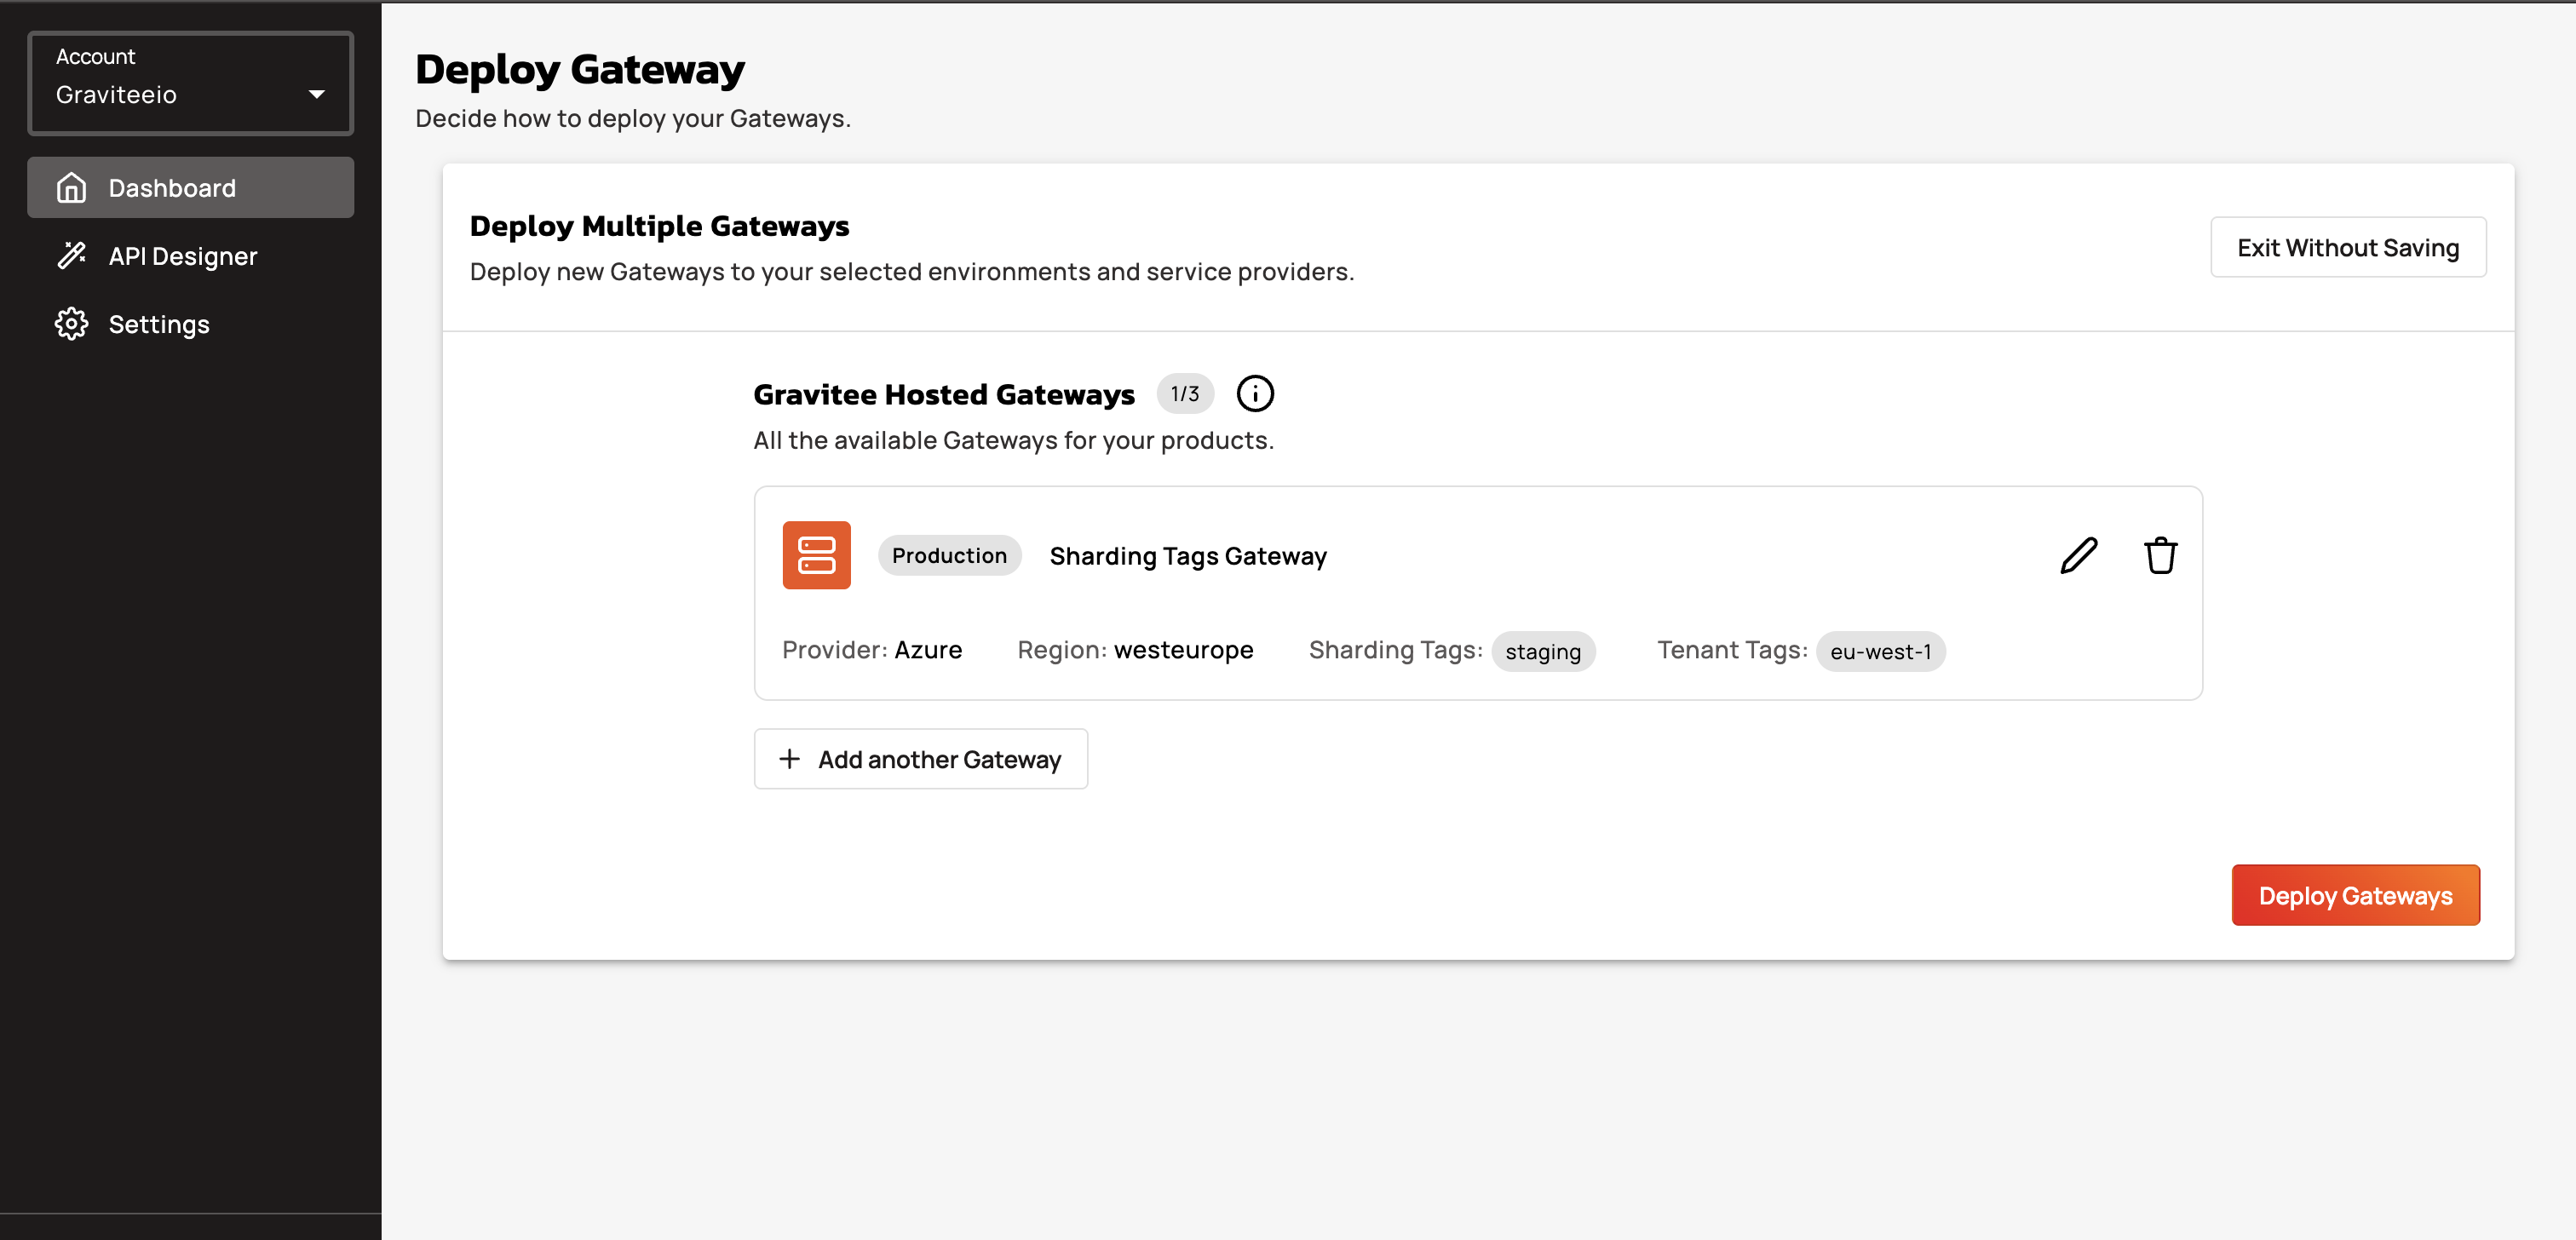 Account
Graviteeio
Dashboard
API Designer
Settings
Deploy Gateway
Decide how to deploy your Gateways.
Deploy Multiple Gateways
Deploy new Gateways to your selected environments and service providers.
Exit Without Saving
Gravitee Hosted Gateways 1/3
All the available Gateways for your products.
Production Sharding Tags Gateway
Provider: Azure Region: westeurope Sharding Tags: staging Tenant Tags: eu-west-1
Add another Gateway
Deploy Gateways